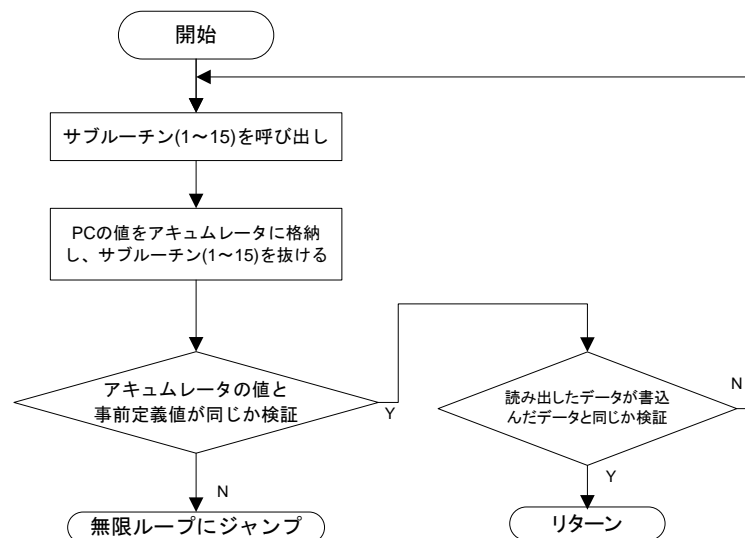 開始
サブルーチン(1～15)を呼び出し
PCの値をアキュムレータに格納
し、サブルーチン(1～15)を抜ける
アキュムレータの値と
事前定義値が同じか検証
Y
N
無限ループにジャンプ
読み出したデータが書込
んだデータと同じか検証
N
Y
リターン